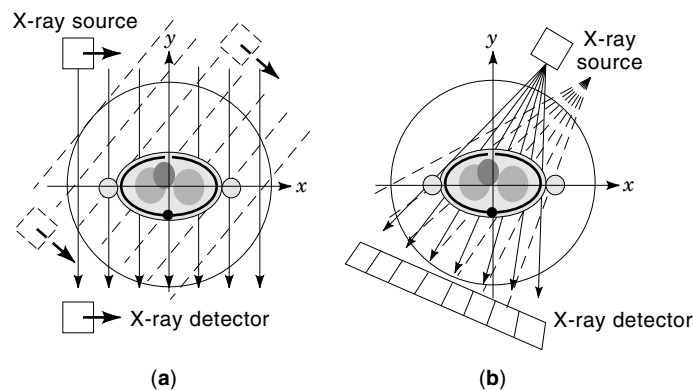 X-ray source
y
x
X-ray detector
(a)
y
X-ray
source
x
X-ray detector
(b)